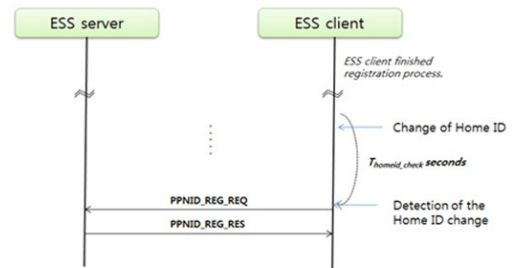 ESS server
ESS client
ESS client finished
registration process.
Change of Home ID
Thomeid_check seconds
PPNID_REG_REQ
Detection of the
Home ID change
PPNID_REG_RES